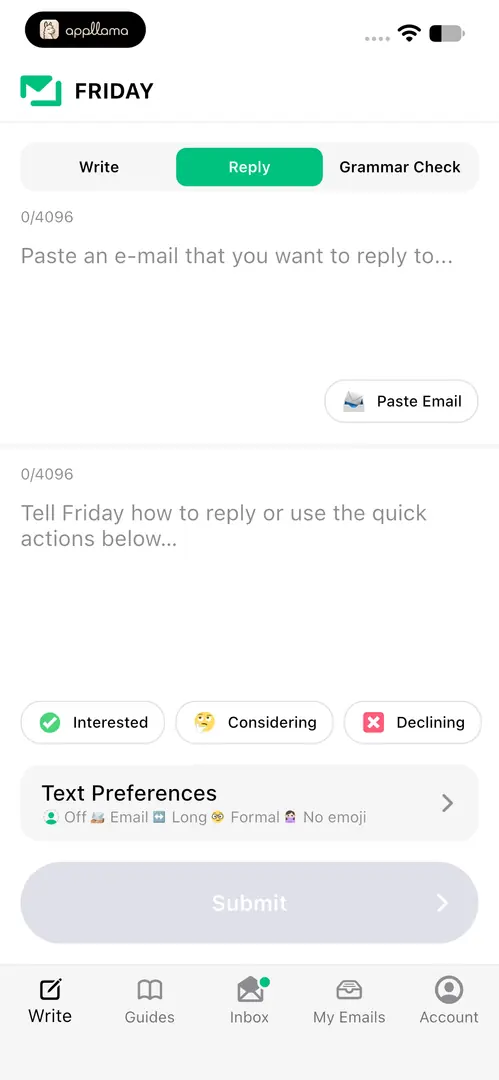 appllama
FRIDAY
Write Reply Grammar Check
0/4096
Paste an e-mail that you want to reply to...
Paste Email
0/4096
Tell Friday how to reply or use the quick
actions below...
Interested Considering Declining
Text Preferences
Off Email Long Formal No emoji
Submit
Write Guides Inbox My Emails Account